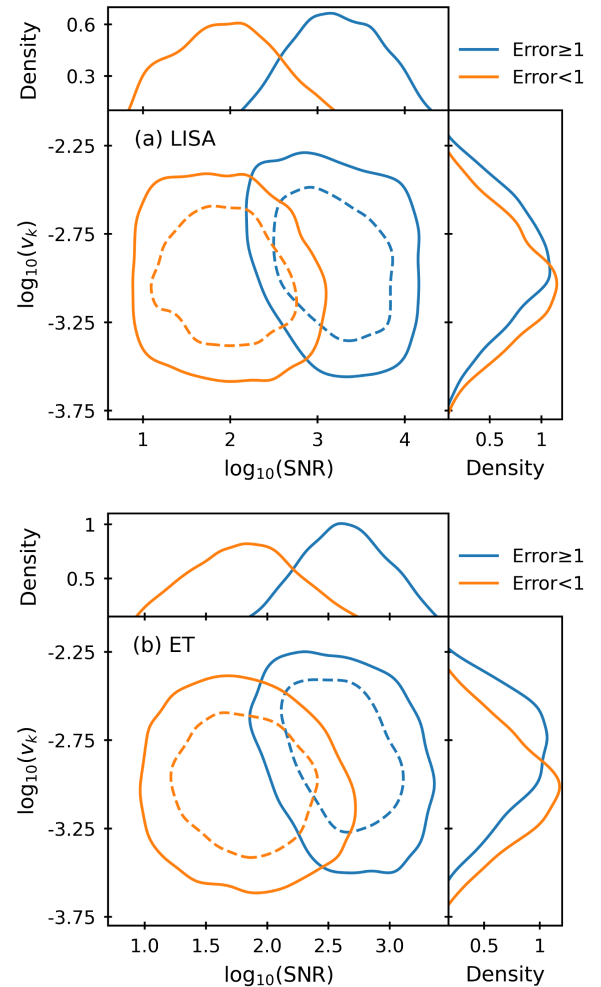 0.6
0.3
Density
Error≥1
Error<1
(a) LISA
-2.25
-2.75
-3.25
-3.75
log₁₀(vₖ)
1 2 3 4
log₁₀(SNR)
0.5 1
Density
1
0.5
Density
Error≥1
Error<1
(b) ET
-2.25
-2.75
-3.25
-3.75
log₁₀(vₖ)
1.0 1.5 2.0 2.5 3.0
log₁₀(SNR)
0.5 1
Density